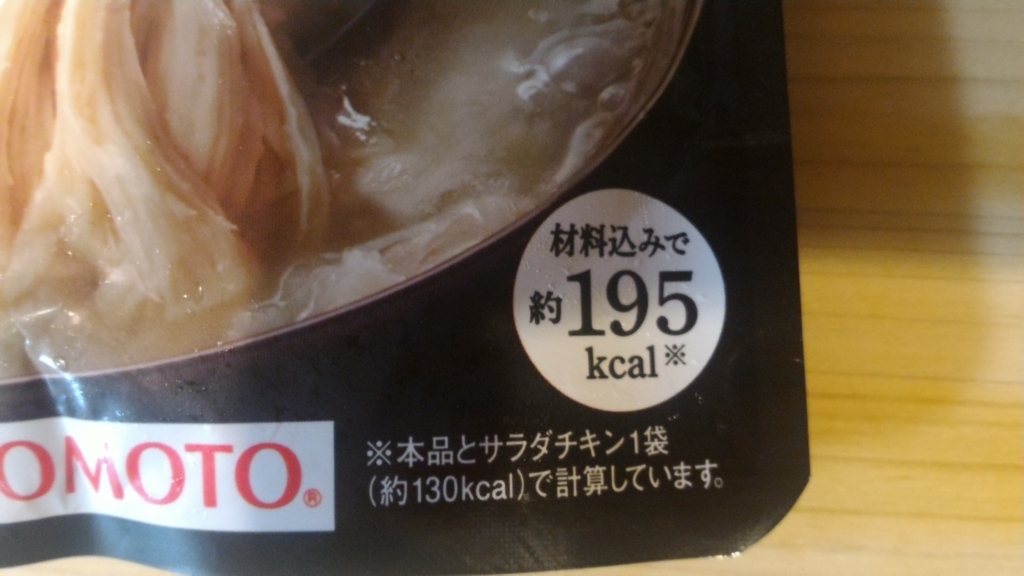 材料込みで
約195
kcal※
OMOTO®
※本品とサラダチキン1袋
(約130kcal)で計算しています。